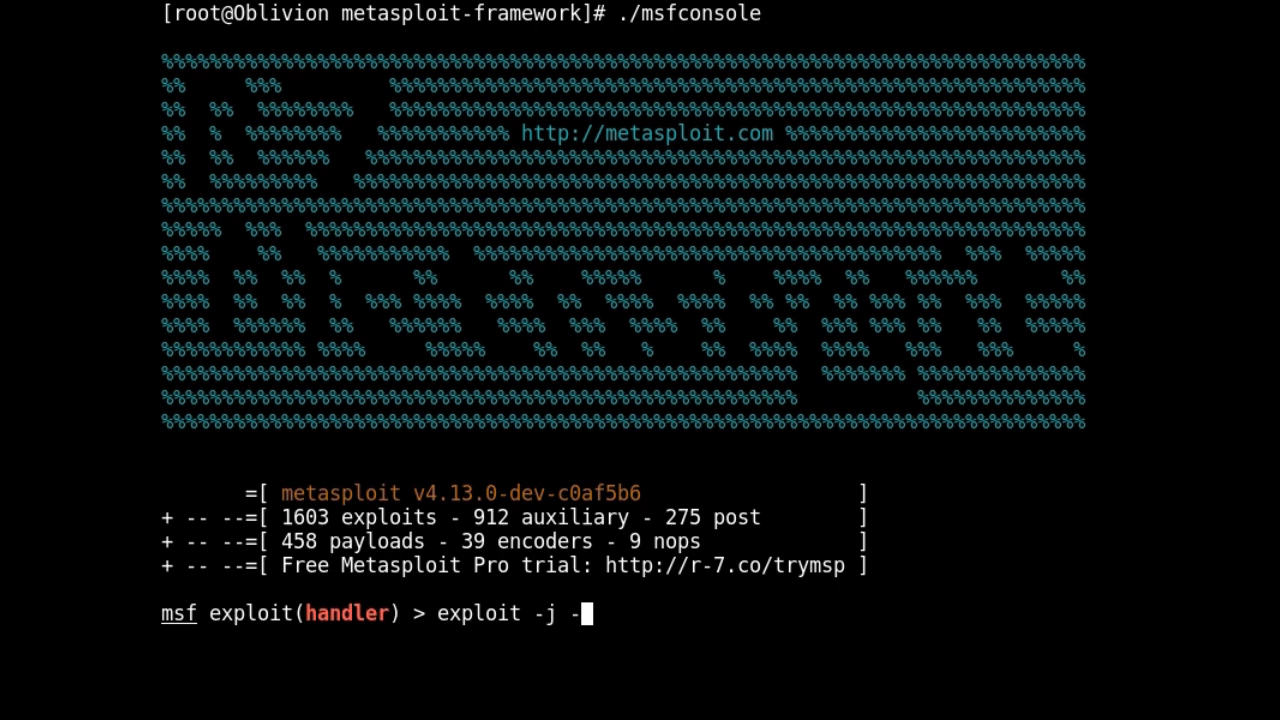 [root@Oblivion metasploit-framework]# ./msfconsole
%%%%%%%%%%%%%%%%%%%%%%%%%%%%%%%%%%%%%%%%%%%%%%%%%%%%%%%%%%%%%%%%%%%%%%%%%%%%%%%
%%     %%%         %%%%%%%%%%%%%%%%%%%%%%%%%%%%%%%%%%%%%%%%%%%%%%%%%%%%%%%%%%
%%  %%  %%%%%%%%   %%%%%%%%%%%%%%%%%%%%%%%%%%%%%%%%%%%%%%%%%%%%%%%%%%%%%%%%%%
%%  %  %%%%%%%%   %%%%%%%%%%% http://metasploit.com %%%%%%%%%%%%%%%%%%%%%%%%%
%%  %%  %%%%%%   %%%%%%%%%%%%%%%%%%%%%%%%%%%%%%%%%%%%%%%%%%%%%%%%%%%%%%%%%%%%
%%  %%%%%%%%%   %%%%%%%%%%%%%%%%%%%%%%%%%%%%%%%%%%%%%%%%%%%%%%%%%%%%%%%%%%%%%
%%%%%%%%%%%%%%%%%%%%%%%%%%%%%%%%%%%%%%%%%%%%%%%%%%%%%%%%%%%%%%%%%%%%%%%%%%%%%%%
%%%%%  %%%  %%%%%%%%%%%%%%%%%%%%%%%%%%%%%%%%%%%%%%%%%%%%%%%%%%%%%%%%%%%%%%%%%
%%%%    %%   %%%%%%%%%%%  %%%%%%%%%%%%%%%%%%%%%%%%%%%%%%%%%%%%%%%  %%%  %%%%%
%%%%  %%  %%  %      %%      %%    %%%%%      %    %%%%  %%   %%%%%%       %%
%%%%  %%  %%  %  %%% %%%%  %%%%  %%  %%%%  %%%%  %% %%  %% %%% %%  %%%  %%%%%
%%%%  %%%%%%  %%   %%%%%%   %%%%  %%%  %%%%  %%    %%  %%% %%% %%   %%  %%%%%
%%%%%%%%%%%% %%%%     %%%%%    %%  %%   %    %%  %%%%  %%%%   %%%   %%%     %
%%%%%%%%%%%%%%%%%%%%%%%%%%%%%%%%%%%%%%%%%%%%%%%%%%%%%  %%%%%%% %%%%%%%%%%%%%%
%%%%%%%%%%%%%%%%%%%%%%%%%%%%%%%%%%%%%%%%%%%%%%%%%%%%%          %%%%%%%%%%%%%%
%%%%%%%%%%%%%%%%%%%%%%%%%%%%%%%%%%%%%%%%%%%%%%%%%%%%%%%%%%%%%%%%%%%%%%%%%%%%%%%
=[ metasploit v4.13.0-dev-c0af5b6                  ]
+ -- --=[ 1603 exploits - 912 auxiliary - 275 post        ]
+ -- --=[ 458 payloads - 39 encoders - 9 nops             ]
+ -- --=[ Free Metasploit Pro trial: http://r-7.co/trymsp ]
msf exploit(handler) > exploit -j -